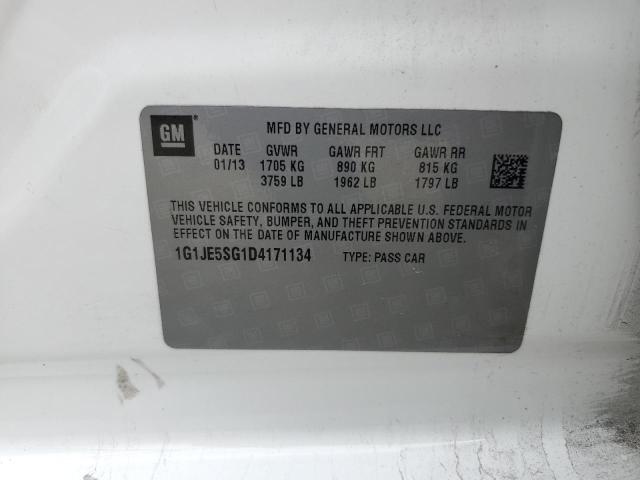 GM® MFD BY GENERAL MOTORS LLC
DATE GVWR GAWR FRT GAWR RR
01/13 1705 KG 890 KG 815 KG
3759 LB 1962 LB 1797 LB
THIS VEHICLE CONFORMS TO ALL APPLICABLE U.S. FEDERAL MOTOR
VEHICLE SAFETY, BUMPER, AND THEFT PREVENTION STANDARDS IN
EFFECT ON THE DATE OF MANUFACTURE SHOWN ABOVE.
1G1JE5SG1D4171134 TYPE: PASS CAR